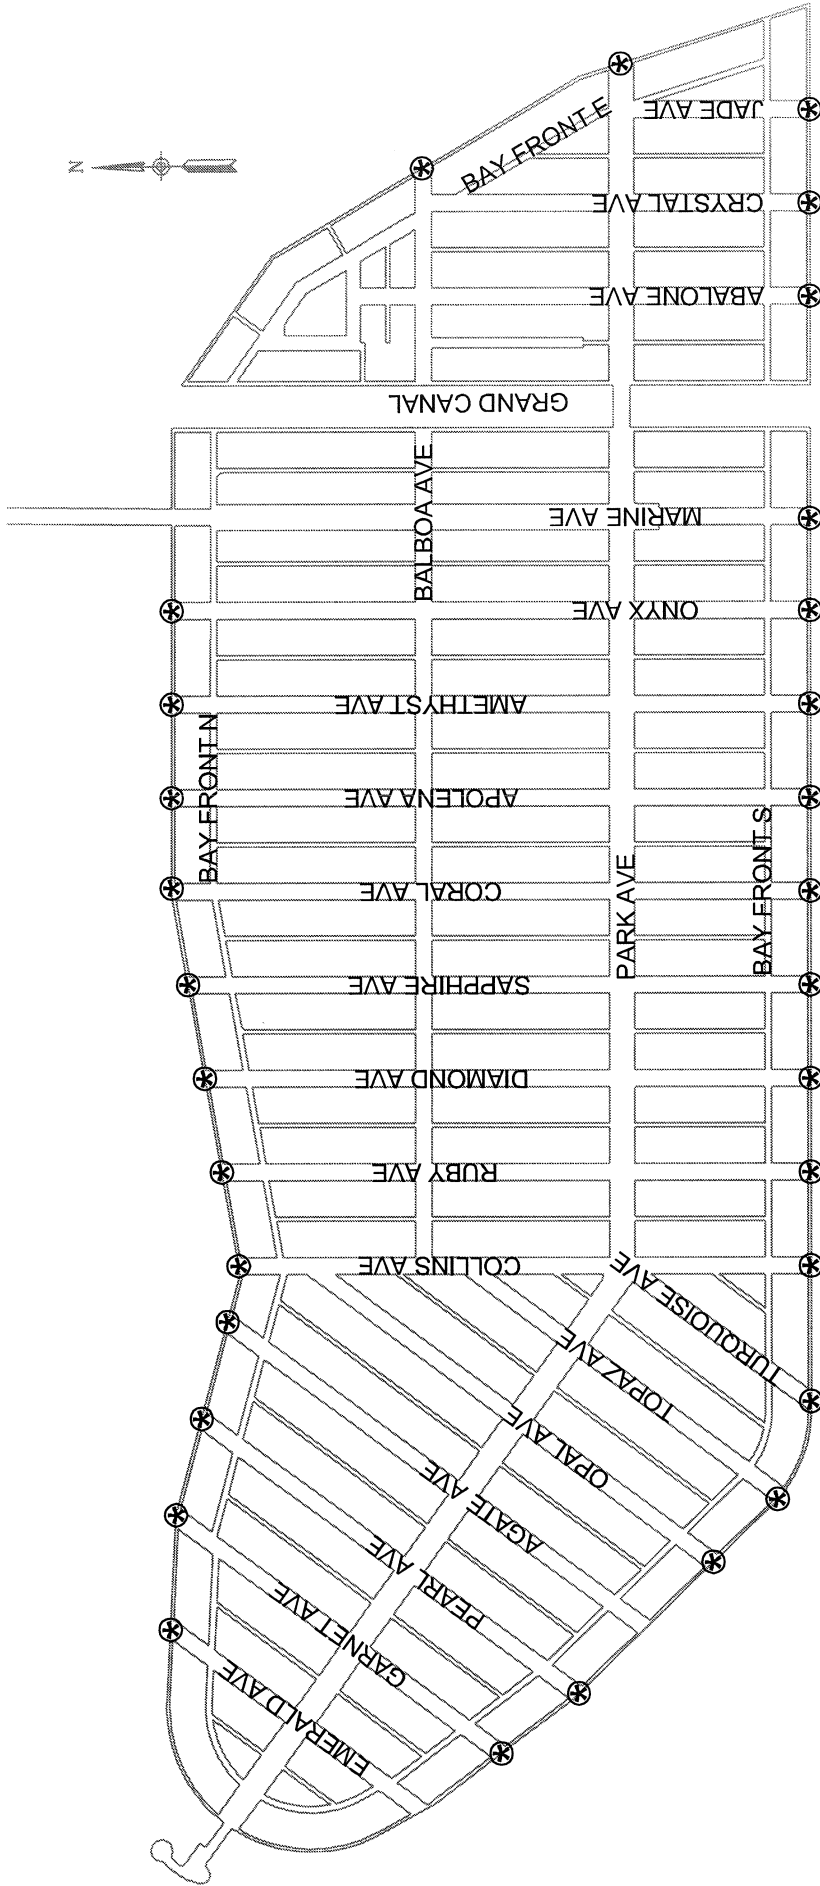 N
BAY FRONT E
JADE AVE
CRYSTAL AVE
ABALONE AVE
GRAND CANAL
BALBOA AVE
MARINE AVE
ONYX AVE
AMETHYST AVE
BAY FRONT N
APOLENA AVE
CORAL AVE
PARK AVE
BAY FRONT S
SAPPHIRE AVE
DIAMOND AVE
RUBY AVE
COLLINS AVE
TURQUOISE AVE
TOPAZ AVE
OPAL AVE
AGATE AVE
PEARL AVE
GARNET AVE
EMERALD AVE